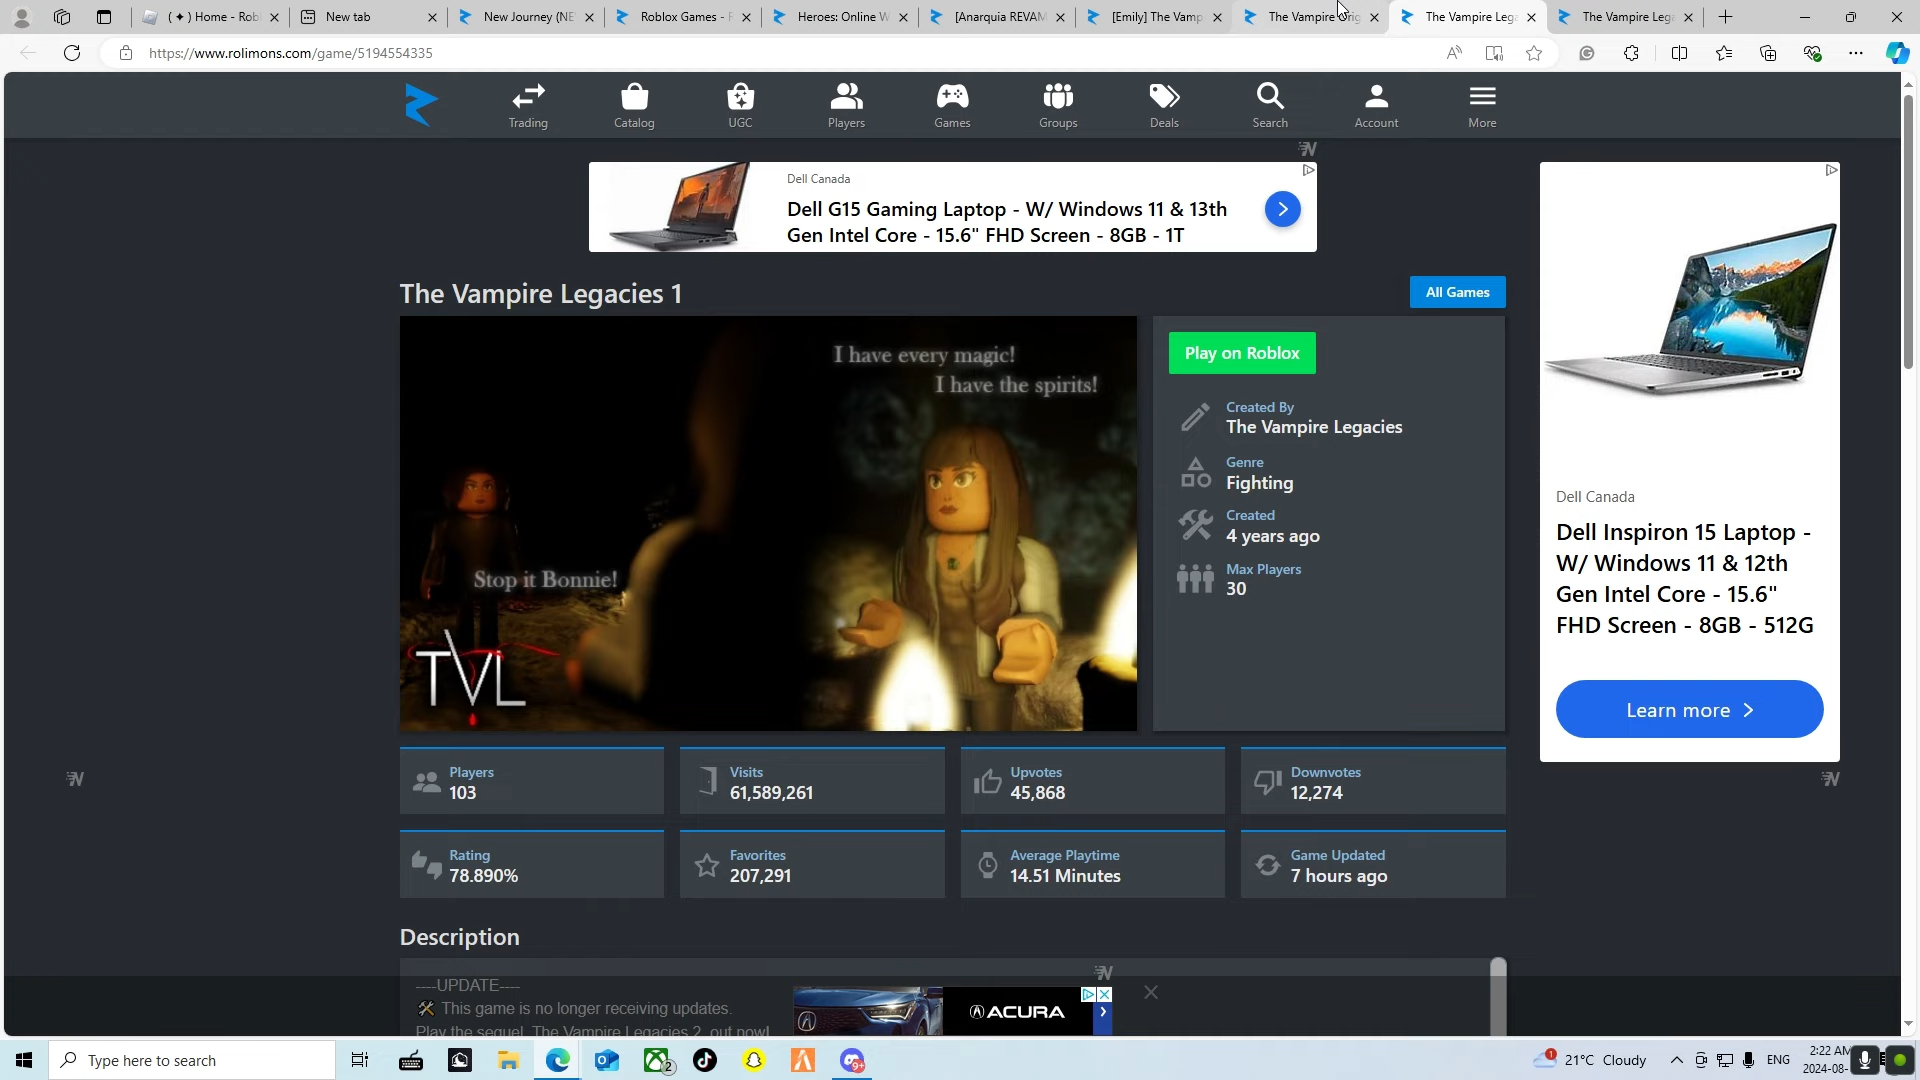 ( ✦ ) Home - Rob
New tab
New Journey (NE
Roblox Games - R
Heroes: Online W
[Anarquia REVAM
[Emily] The Vamp
The Vampire Orig
The Vampire Lega
The Vampire Lega
https://www.rolimons.com/game/5194554335
Trading
Catalog
UGC
Players
Games
Groups
Deals
Search
Account
More
Dell Canada
Dell G15 Gaming Laptop - W/ Windows 11 & 13th
Gen Intel Core - 15.6" FHD Screen - 8GB - 1T
The Vampire Legacies 1
All Games
I have every magic!
I have the spirits!
Stop it Bonnie!
TVL
Play on Roblox
Created By
The Vampire Legacies
Genre
Fighting
Created
4 years ago
Max Players
30
Dell Canada
Dell Inspiron 15 Laptop -
W/ Windows 11 & 12th
Gen Intel Core - 15.6"
FHD Screen - 8GB - 512G
Learn more
Players
103
Visits
61,589,261
Upvotes
45,868
Downvotes
12,274
Rating
78.890%
Favorites
207,291
Average Playtime
14.51 Minutes
Game Updated
7 hours ago
Description
----UPDATE----
🛠 This game is no longer receiving updates.
Play the sequel, The Vampire Legacies 2, out now!
ACURA
Type here to search
2
9+
1
21°C Cloudy
ENG
2:22 AM
2024-08-